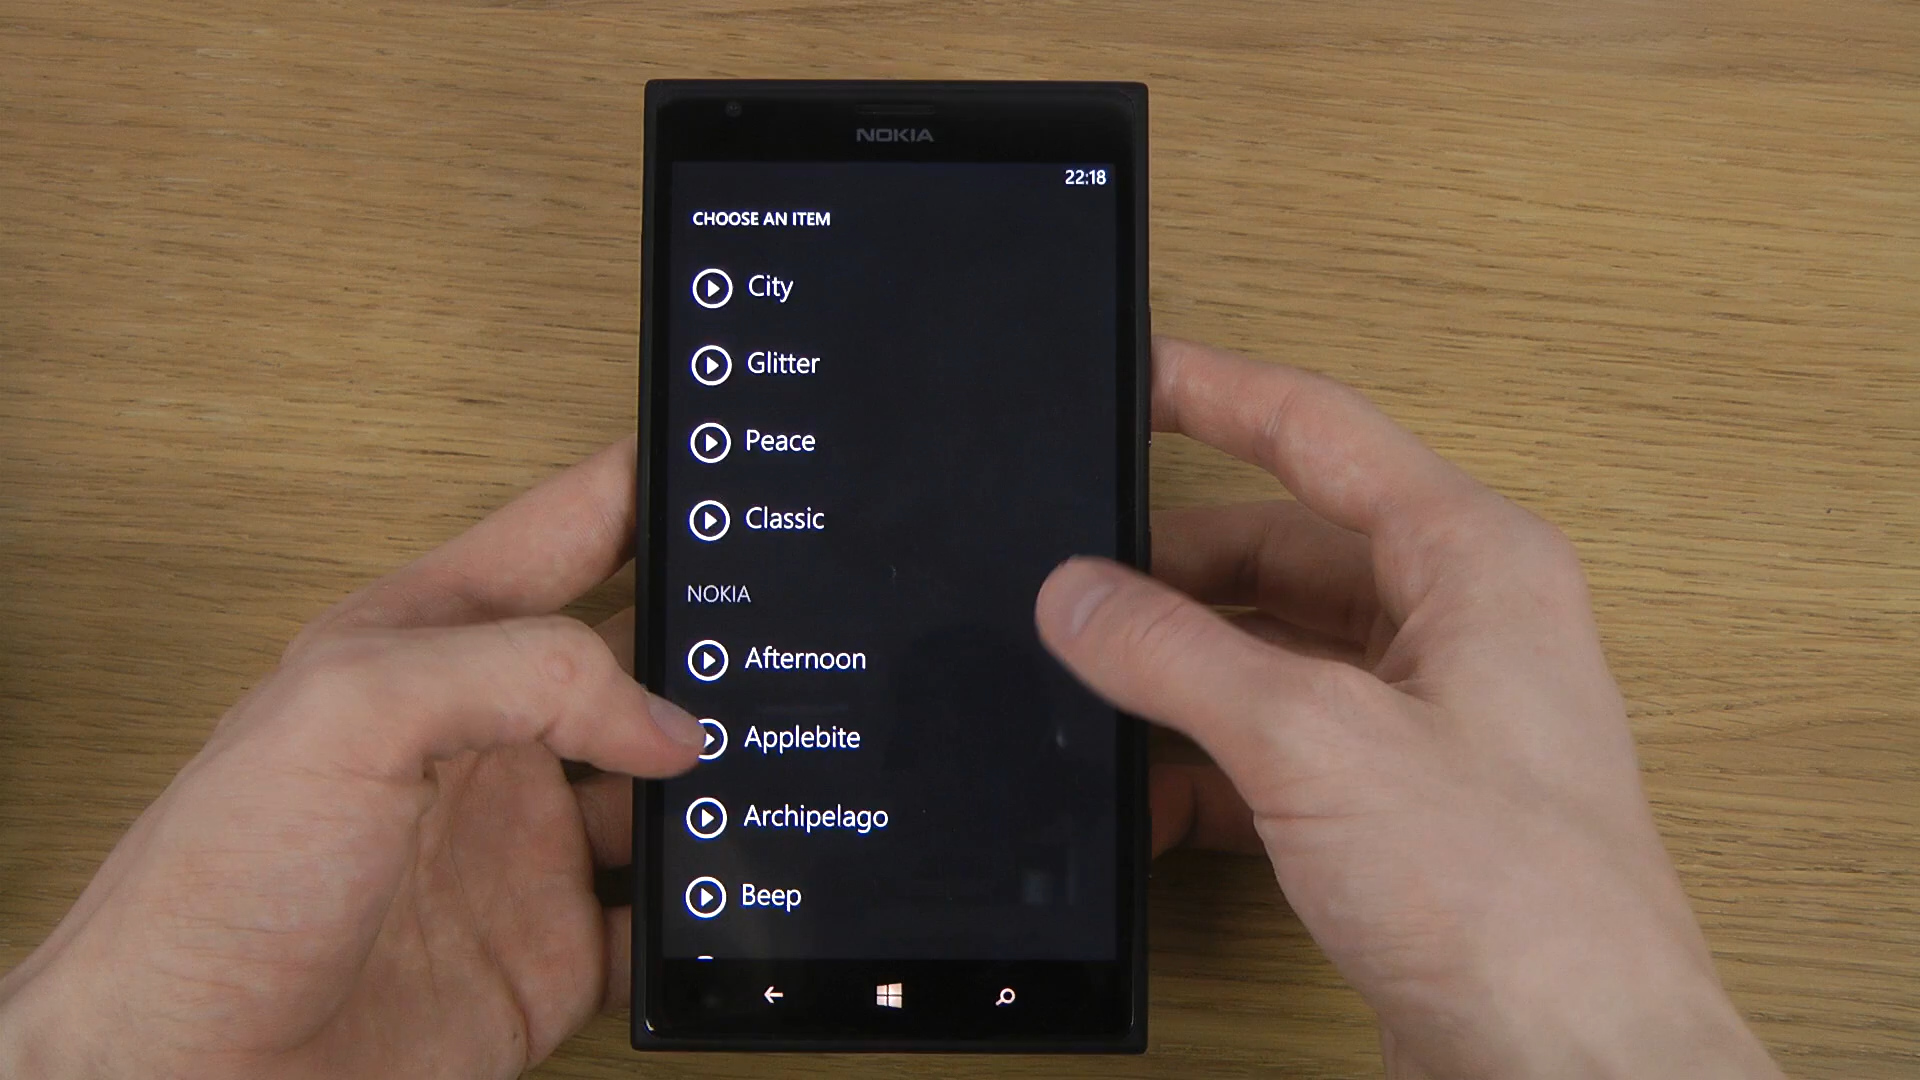 NOKIA
22:18
CHOOSE AN ITEM
City
Glitter
Peace
Classic
NOKIA
Afternoon
Applebite
Archipelago
Beep